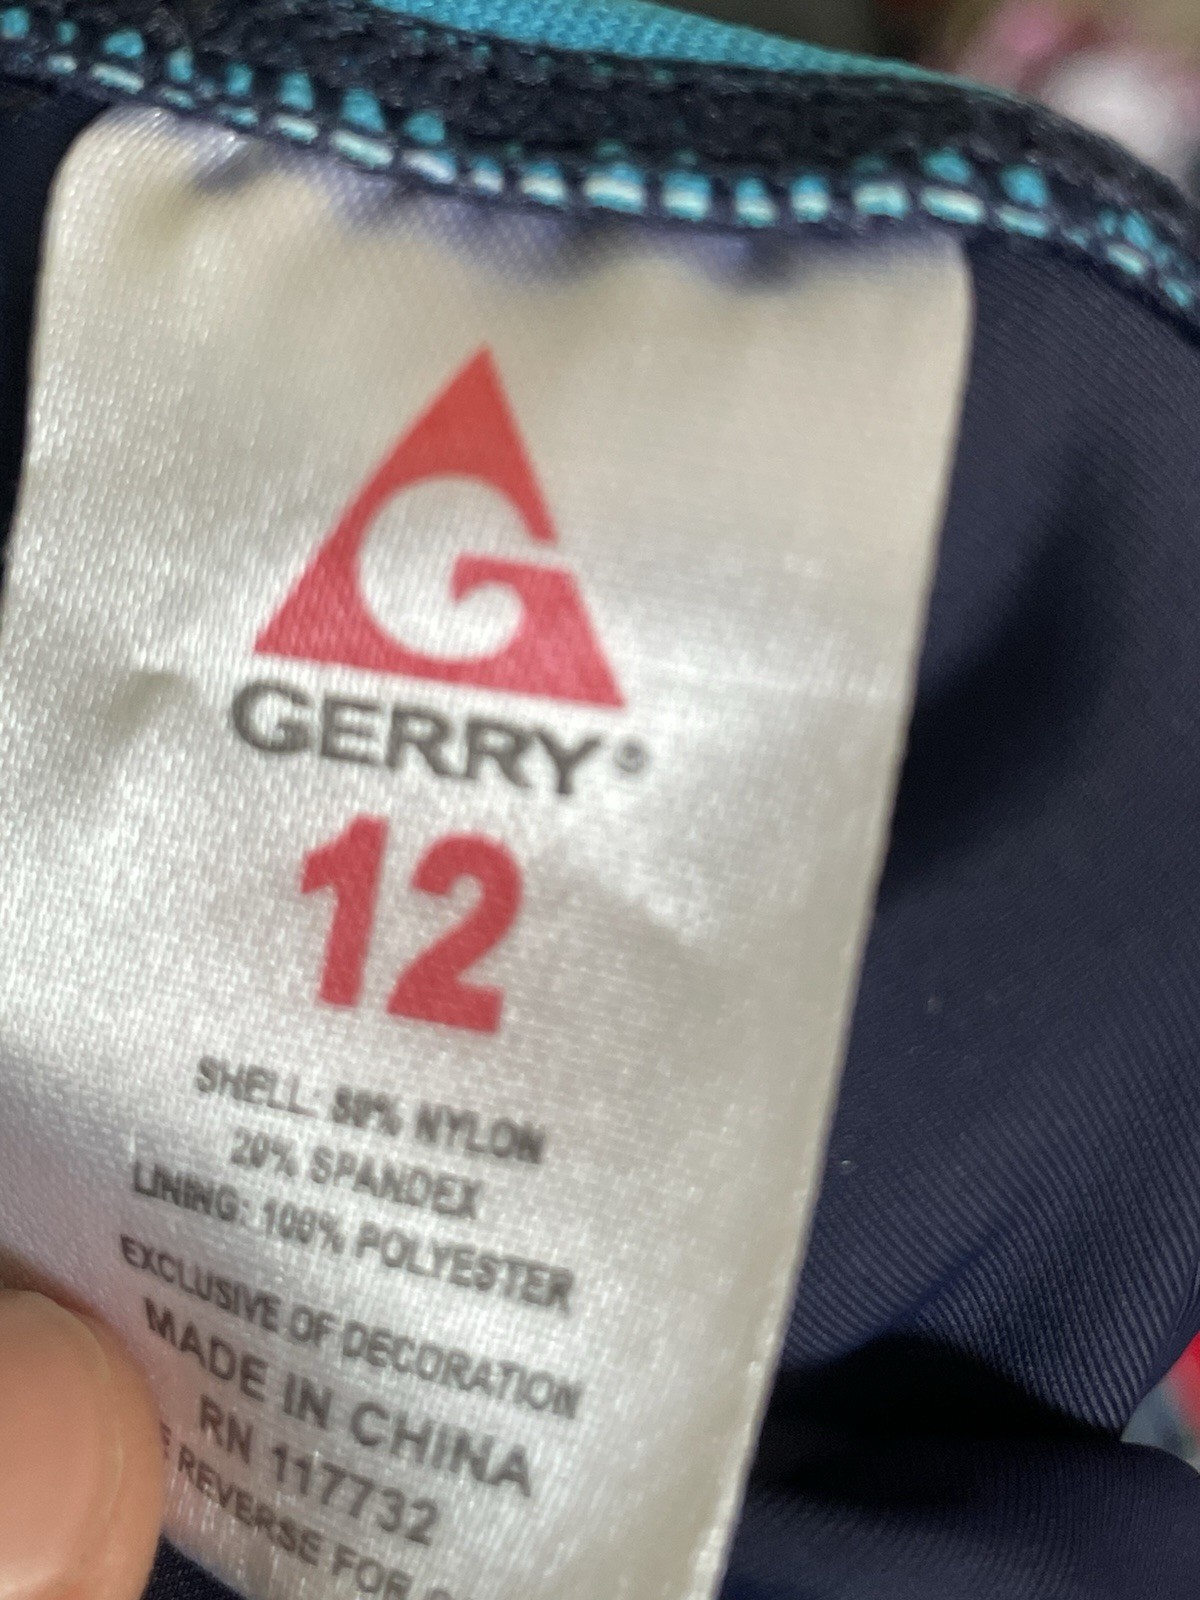 G
GERRY®
12
SHELL 80% NYLON
20% SPANDEX
LINING: 100% POLYESTER
EXCLUSIVE OF DECORATION
MADE IN CHINA
RN 117732
REVERSE FOR